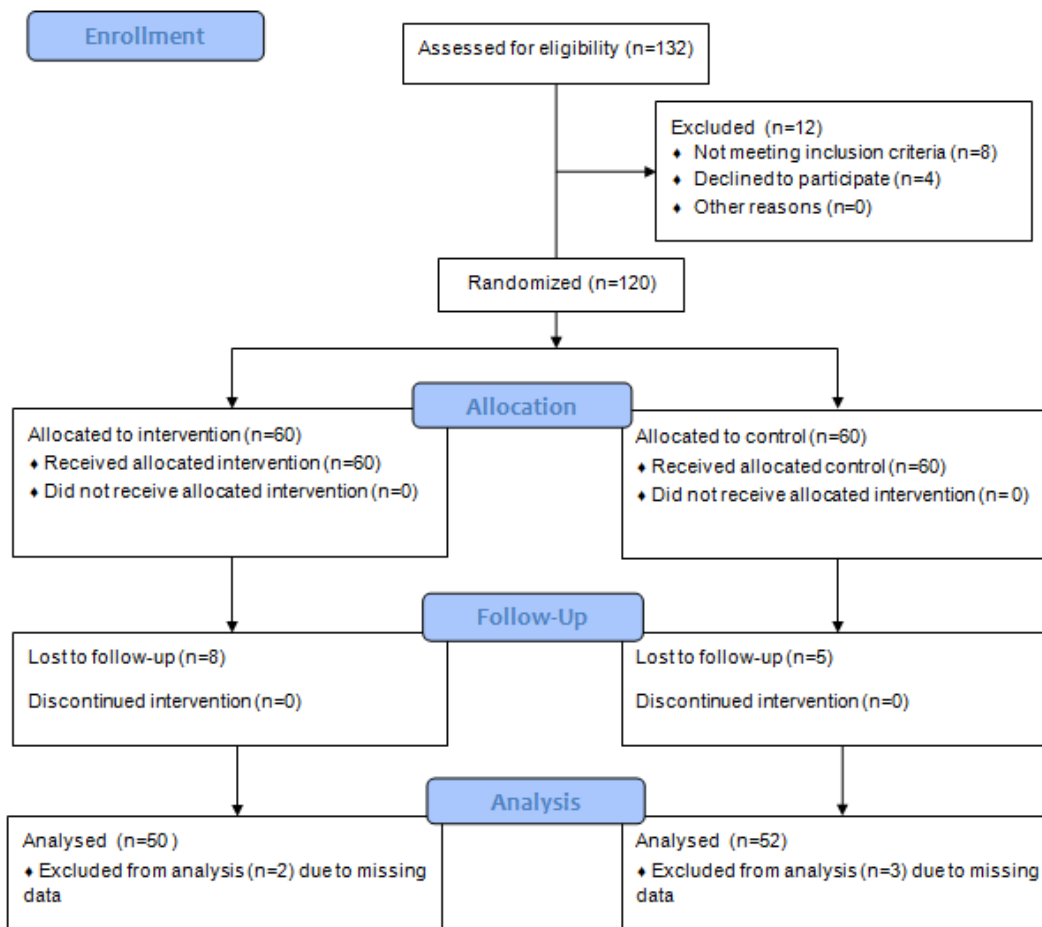 Enrollment
Assessed for eligibility (n=132)
Excluded (n=12)
♦ Not meeting inclusion criteria (n=8)
♦ Declined to participate (n=4)
♦ Other reasons (n=0)
Randomized (n=120)
Allocation
Allocated to intervention (n=60)
♦ Received allocated intervention (n=60)
♦ Did not receive allocated intervention (n=0)
Allocated to control (n=60)
♦ Received allocated control (n=60)
♦ Did not receive allocated intervention (n= 0)
Follow-Up
Lost to follow-up (n=8)
Discontinued intervention (n=0)
Lost to follow-up (n=5)
Discontinued intervention (n=0)
Analysis
Analysed (n=50 )
♦ Excluded from analysis (n=2) due to missing
data
Analysed (n=52)
♦ Excluded from analysis (n=3) due to missing
data